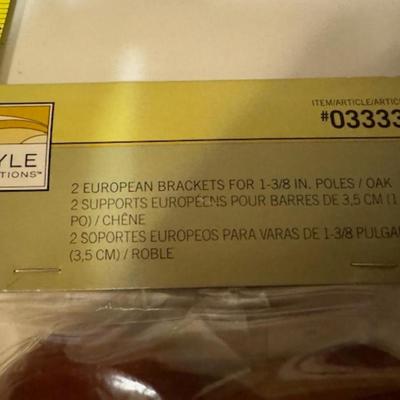 ITEM/ARTICLE/ARTÍC
#03333
YLE
TIONS™
2 EUROPEAN BRACKETS FOR 1-3/8 IN. POLES / OAK
2 SUPPORTS EUROPÉENS POUR BARRES DE 3,5 CM (1
PO) / CHÊNE
2 SOPORTES EUROPEOS PARA VARAS DE 1-3/8 PULGA
(3,5 CM) / ROBLE